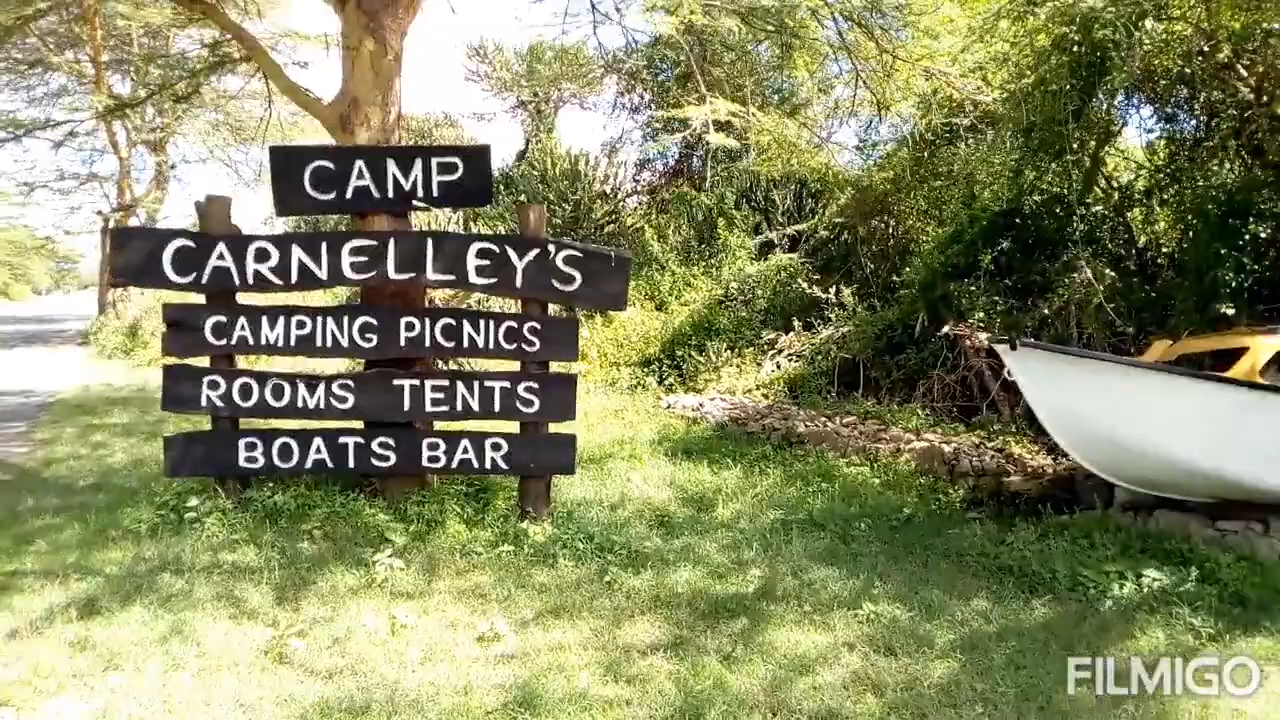 CAMP
CARNELLEY'S
CAMPING PICNICS
ROOMS TENTS
BOATS BAR
FILMIGO